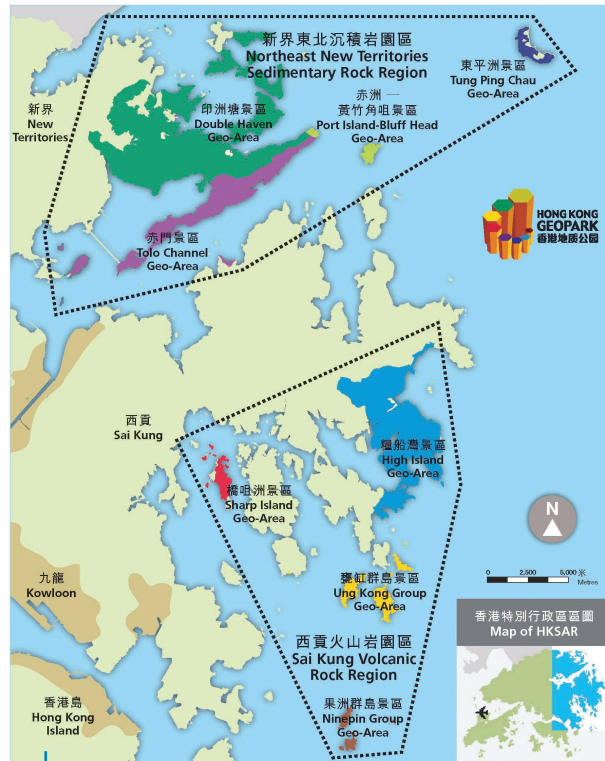 新界東北沉積岩園區
Northeast New Territories
Sedimentary Rock Region
東平洲景區
Tung Ping Chau
Geo-Area
新界
New
Territories
印洲塘景區
Double Haven
Geo-Area
赤洲 —
黃竹角咀景區
Port Island-Bluff Head
Geo-Area
赤門景區
Tolo Channel
Geo-Area
HONG KONG
GEOPARK
香港地质公园
西貢
Sai Kung
糧船灣景區
High Island
Geo-Area
橋咀洲景區
Sharp Island
Geo-Area
N
0 2,500 5,000 米
Metres
九龍
Kowloon
甕缸群島景區
Ung Kong Group
Geo-Area
香港特別行政區區圖
Map of HKSAR
西貢火山岩園區
Sai Kung Volcanic
Rock Region
香港島
Hong Kong
Island
果洲群島景區
Ninepin Group
Geo-Area